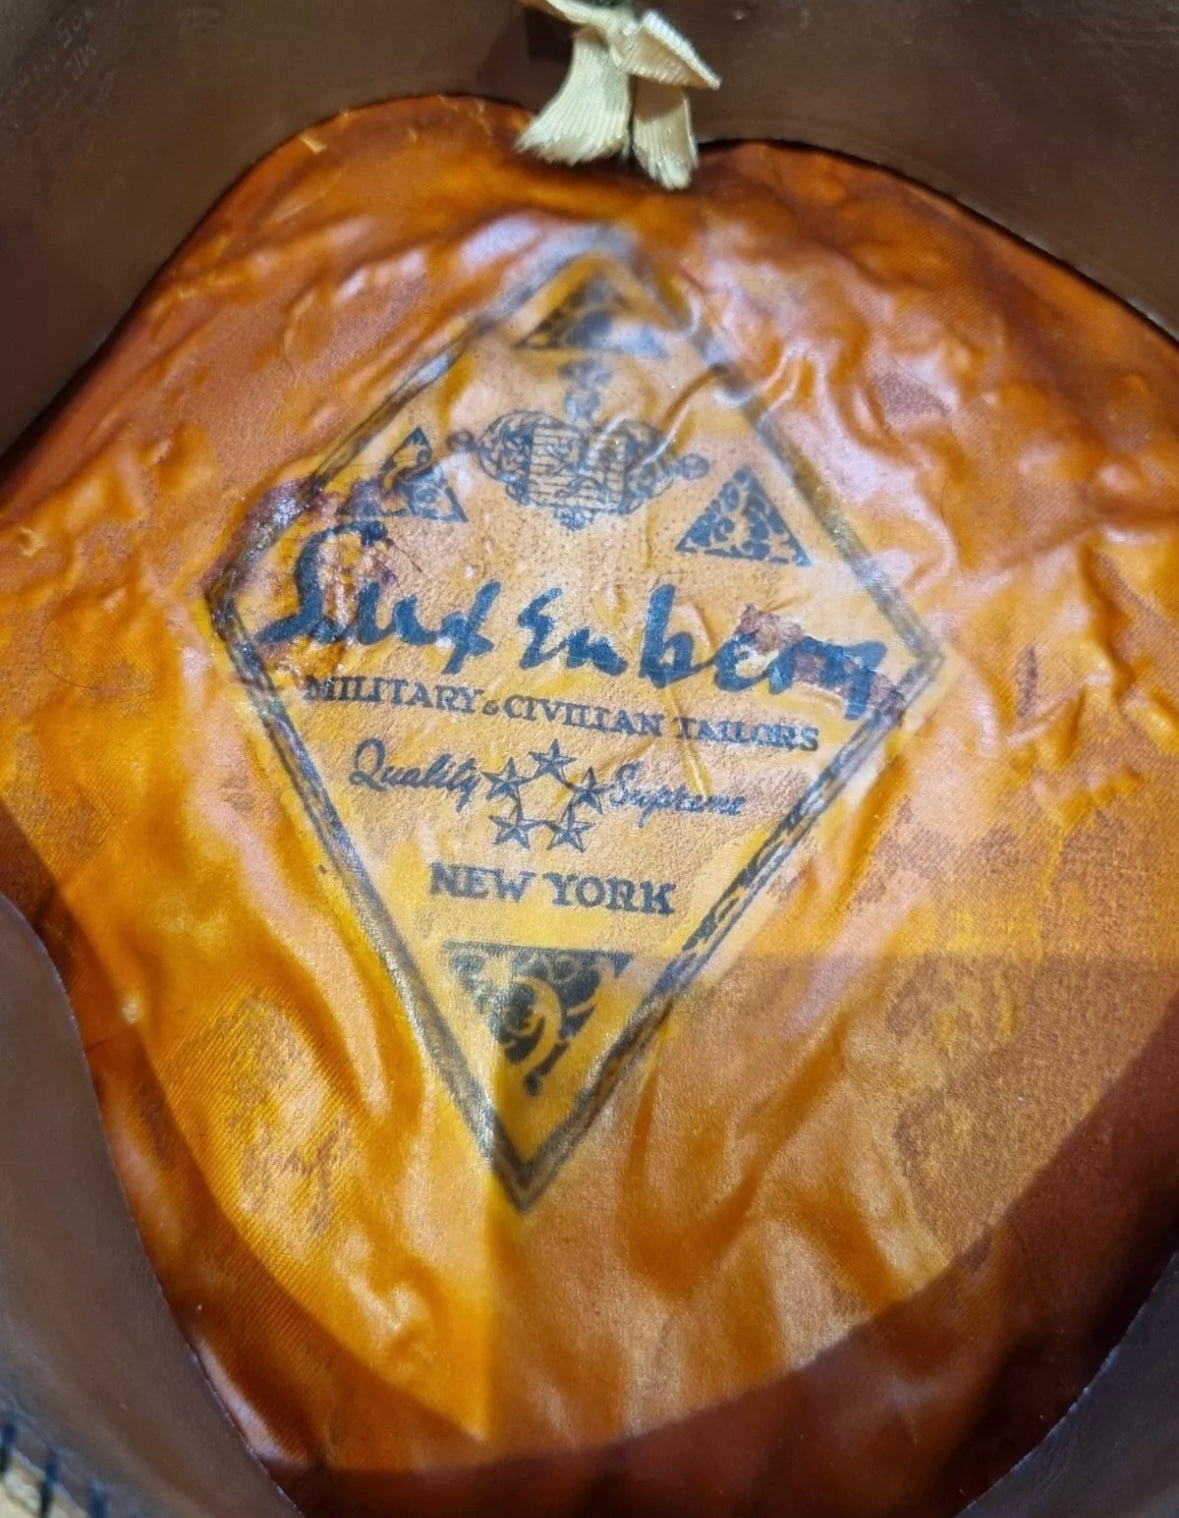 Luxenberg
MILITARY & CIVILIAN TAILORS
Quality Supreme
NEW YORK